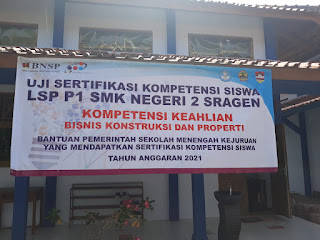 BNSP
UJI SERTIFIKASI KOMPETENSI SISWA
LSP P1 SMK NEGERI 2 SRAGEN
KOMPETENSI KEAHLIAN
BISNIS KONSTRUKSI DAN PROPERTI
BANTUAN PEMERINTAH SEKOLAH MENENGAH KEJURUAN
YANG MENDAPATKAN SERTIFIKASI KOMPETENSI SISWA
TAHUN ANGGARAN 2021